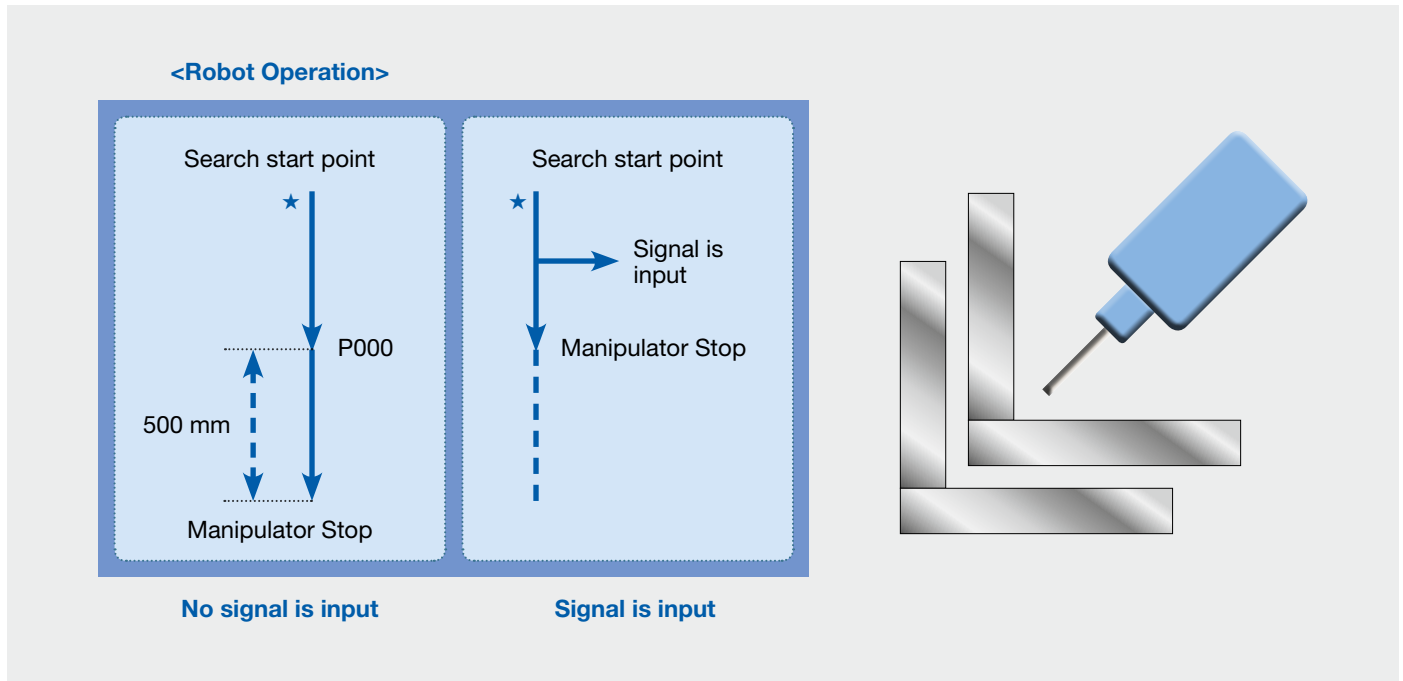 <Robot Operation>
Search start point
★
P000
500 mm
Manipulator Stop
No signal is input
Search start point
★
Signal is
input
Manipulator Stop
Signal is input